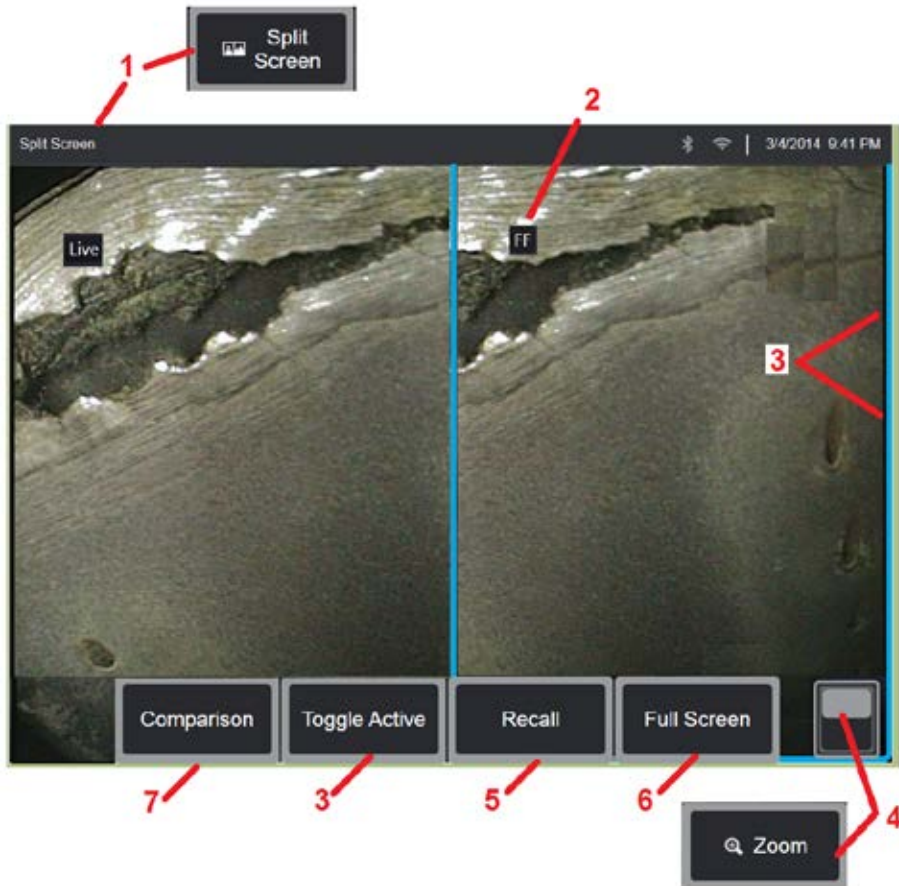 Split
Screen
1
2
Split Screen
3/4/2014 9:41 PM
Live
FF
3
Comparison
Toggle Active
Recall
Full Screen
7
3
5
6
4
Zoom